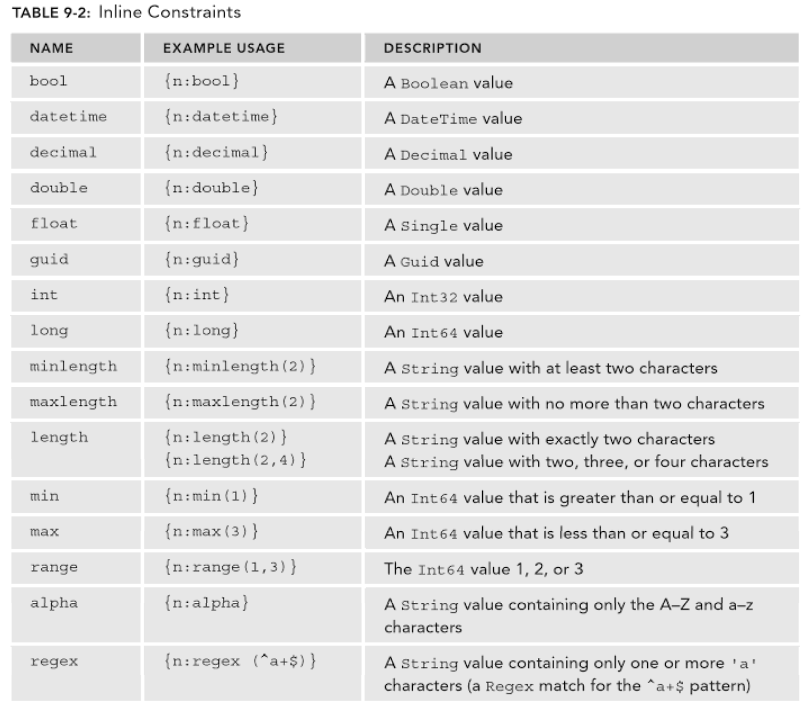 TABLE 9-2: Inline Constraints
NAME EXAMPLE USAGE DESCRIPTION
bool {n:bool} A Boolean value
datetime {n:datetime} A DateTime value
decimal {n:decimal} A Decimal value
double {n:double} A Double value
float {n:float} A Single value
guid {n:guid} A Guid value
int {n:int} An Int32 value
long {n:long} An Int64 value
minlength {n:minlength(2)} A String value with at least two characters
maxlength {n:maxlength(2)} A String value with no more than two characters
length {n:length(2)} A String value with exactly two characters
{n:length(2,4)} A String value with two, three, or four characters
min {n:min(1)} An Int64 value that is greater than or equal to 1
max {n:max(3)} An Int64 value that is less than or equal to 3
range {n:range(1,3)} The Int64 value 1, 2, or 3
alpha {n:alpha} A String value containing only the A–Z and a–z
characters
regex {n:regex (^a+$)} A String value containing only one or more 'a'
characters (a Regex match for the ^a+$ pattern)